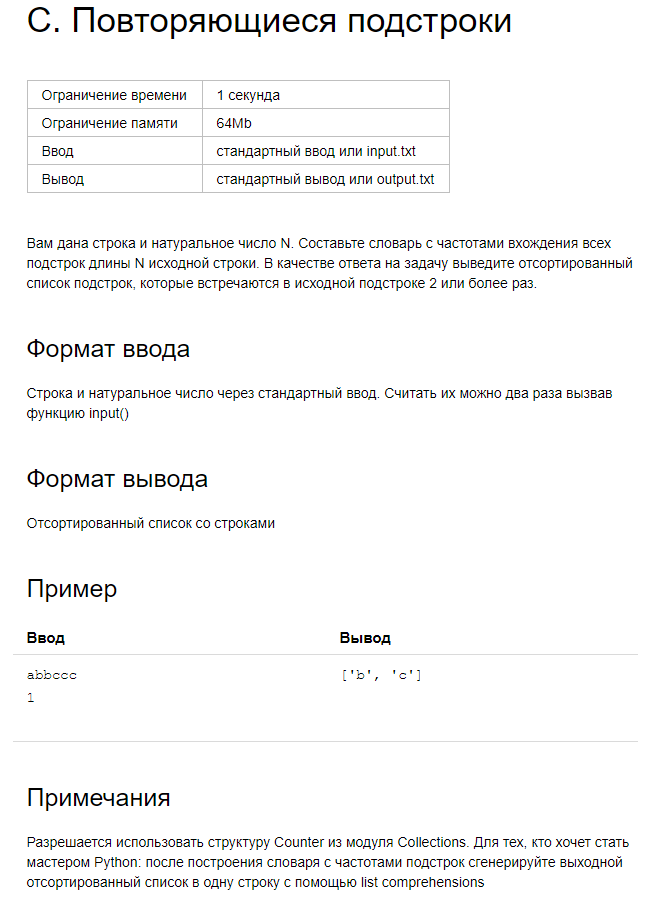 С. Повторяющиеся подстроки
Ограничение времени 1 секунда
Ограничение памяти 64Mb
Ввод стандартный ввод или input.txt
Вывод стандартный вывод или output.txt
Вам дана строка и натуральное число N. Составьте словарь с частотами вхождения всех
подстрок длины N исходной строки. В качестве ответа на задачу выведите отсортированный
список подстрок, которые встречаются в исходной подстроке 2 или более раз.
Формат ввода
Строка и натуральное число через стандартный ввод. Считать их можно два раза вызвав
функцию input()
Формат вывода
Отсортированный список со строками
Пример
Ввод Вывод
abbccc ['b', 'c']
1
Примечания
Разрешается использовать структуру Counter из модуля Collections. Для тех, кто хочет стать
мастером Python: после построения словаря с частотами подстрок сгенерируйте выходной
отсортированный список в одну строку с помощью list comprehensions